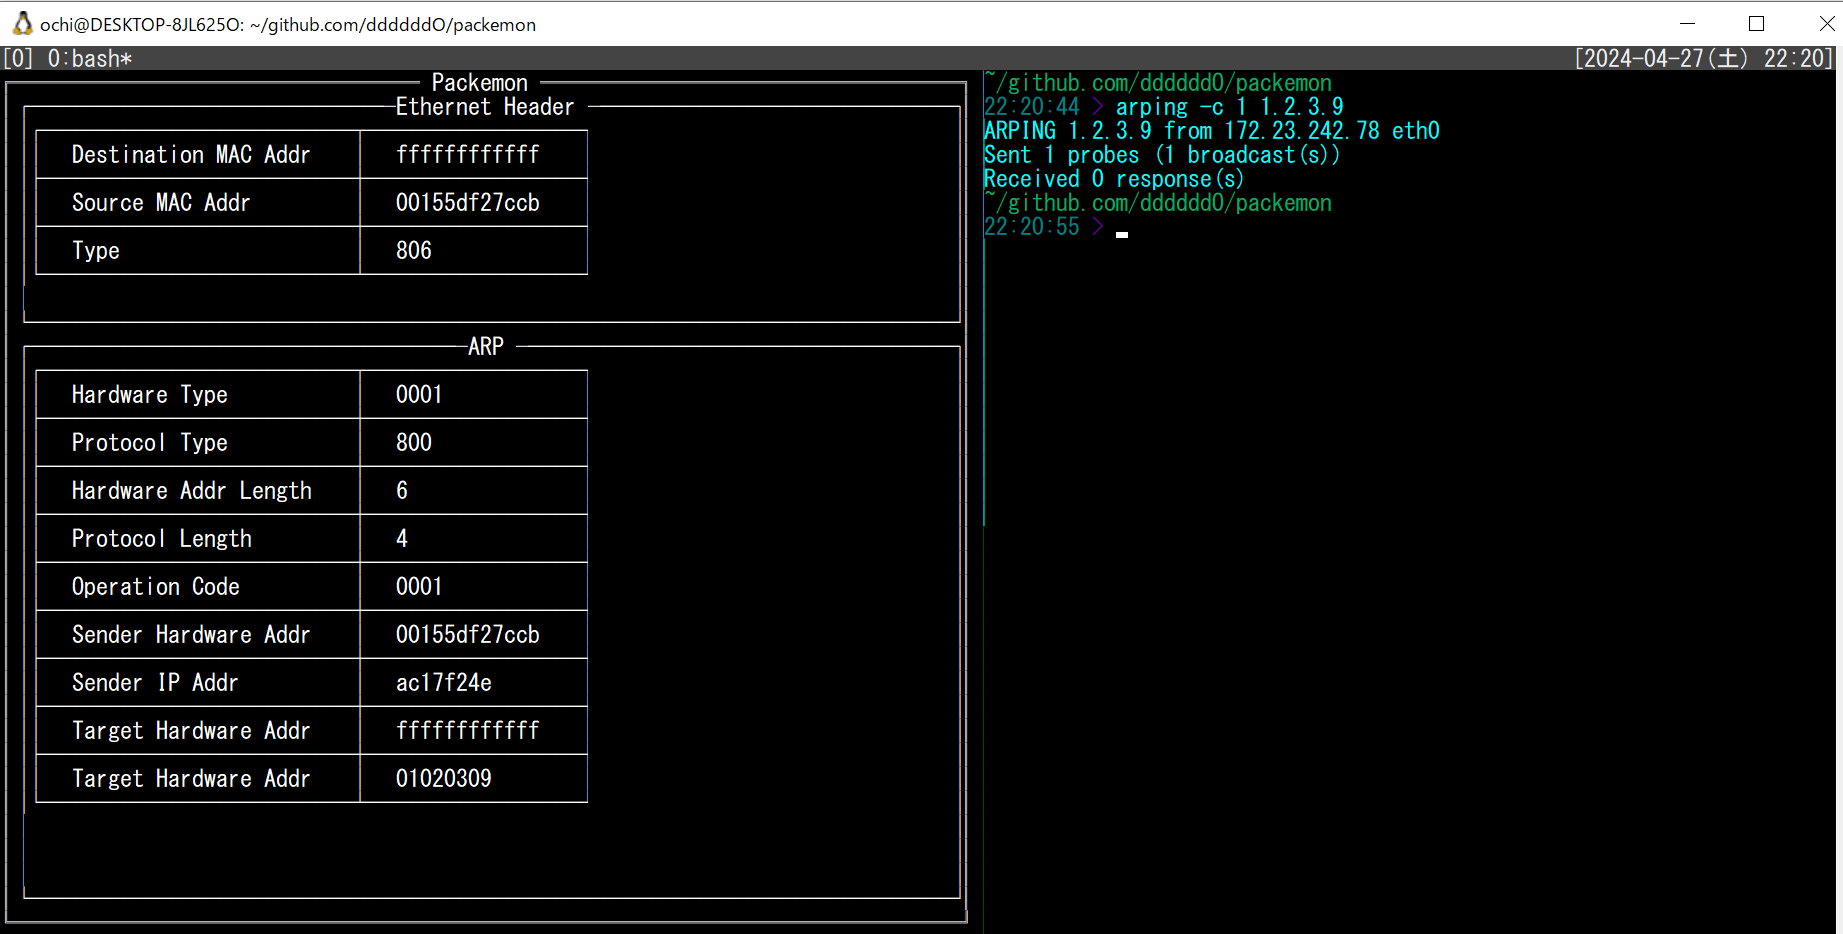 ochi@DESKTOP-8JL625O: ~/github.com/ddddddO/packemon
[0] 0:bash*
[2024-04-27(土) 22:20]
Packemon
Ethernet Header
Destination MAC Addr ffffffffffff
Source MAC Addr 00155df27ccb
Type 806
ARP
Hardware Type 0001
Protocol Type 800
Hardware Addr Length 6
Protocol Length 4
Operation Code 0001
Sender Hardware Addr 00155df27ccb
Sender IP Addr ac17f24e
Target Hardware Addr ffffffffffff
Target Hardware Addr 01020309
~/github.com/ddddddO/packemon
22:20:44 > arping -c 1 1.2.3.9
ARPING 1.2.3.9 from 172.23.242.78 eth0
Sent 1 probes (1 broadcast(s))
Received 0 response(s)
~/github.com/ddddddO/packemon
22:20:55 >